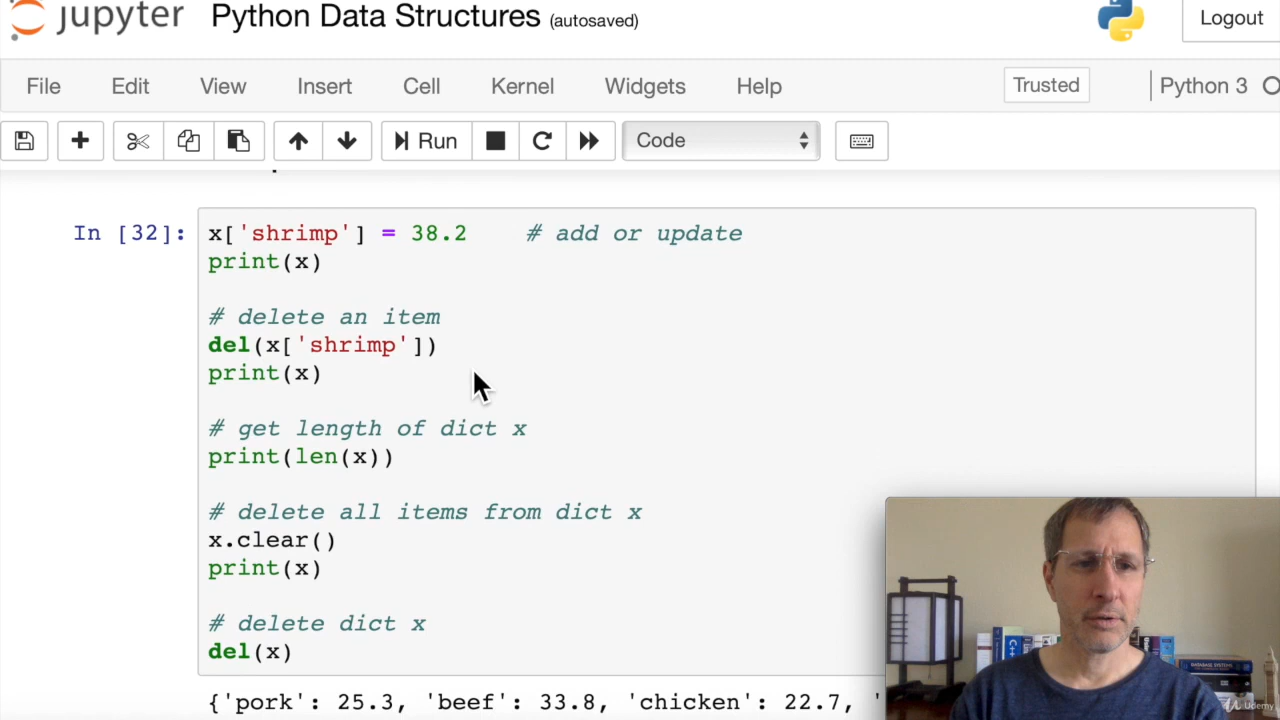 jupyter Python Data Structures (autosaved) Logout
File Edit View Insert Cell Kernel Widgets Help Trusted Python 3
Run Code
In [32]: x['shrimp'] = 38.2 # add or update
print(x)
# delete an item
del(x['shrimp'])
print(x)
# get length of dict x
print(len(x))
# delete all items from dict x
x.clear()
print(x)
# delete dict x
del(x)
{'pork': 25.3, 'beef': 33.8, 'chicken': 22.7, '
C++
DATABASE SYSTEMS
Udemy